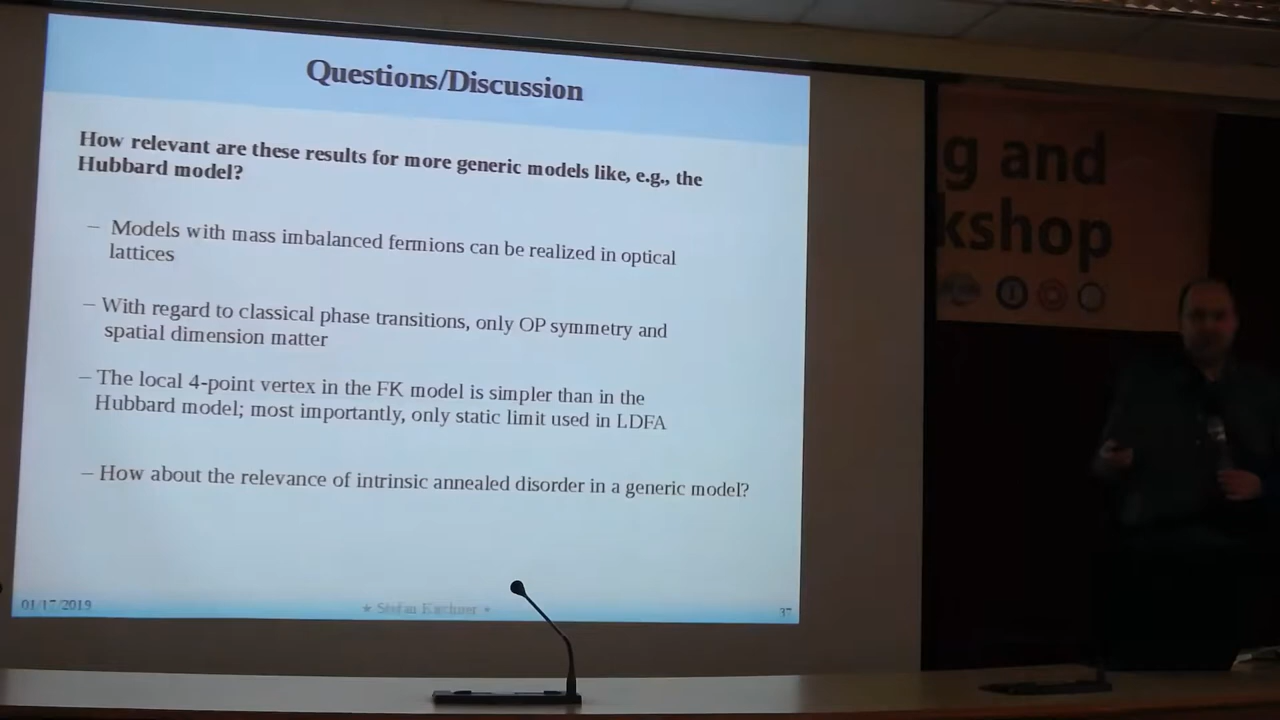 Questions/Discussion
How relevant are these results for more generic models like, e.g., the
Hubbard model?
– Models with mass imbalanced fermions can be realized in optical
lattices
– With regard to classical phase transitions, only OP symmetry and
spatial dimension matter
– The local 4-point vertex in the FK model is simpler than in the
Hubbard model; most importantly, only static limit used in LDFA
– How about the relevance of intrinsic annealed disorder in a generic model?
01/17/2019
Stefan Kirchner
37
g and
kshop